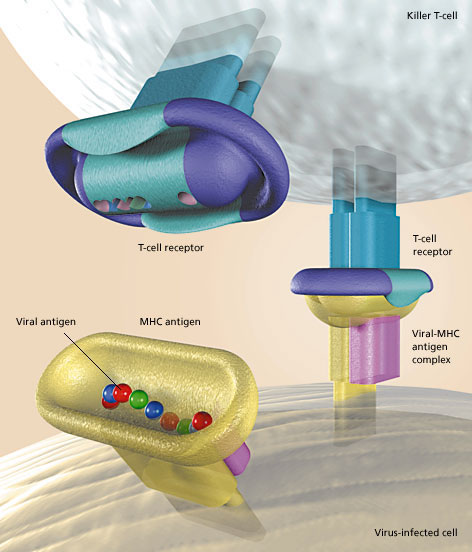 Killer T-cell
T-cell receptor
T-cell
receptor
Viral antigen
MHC antigen
Viral-MHC
antigen
complex
Virus-infected cell